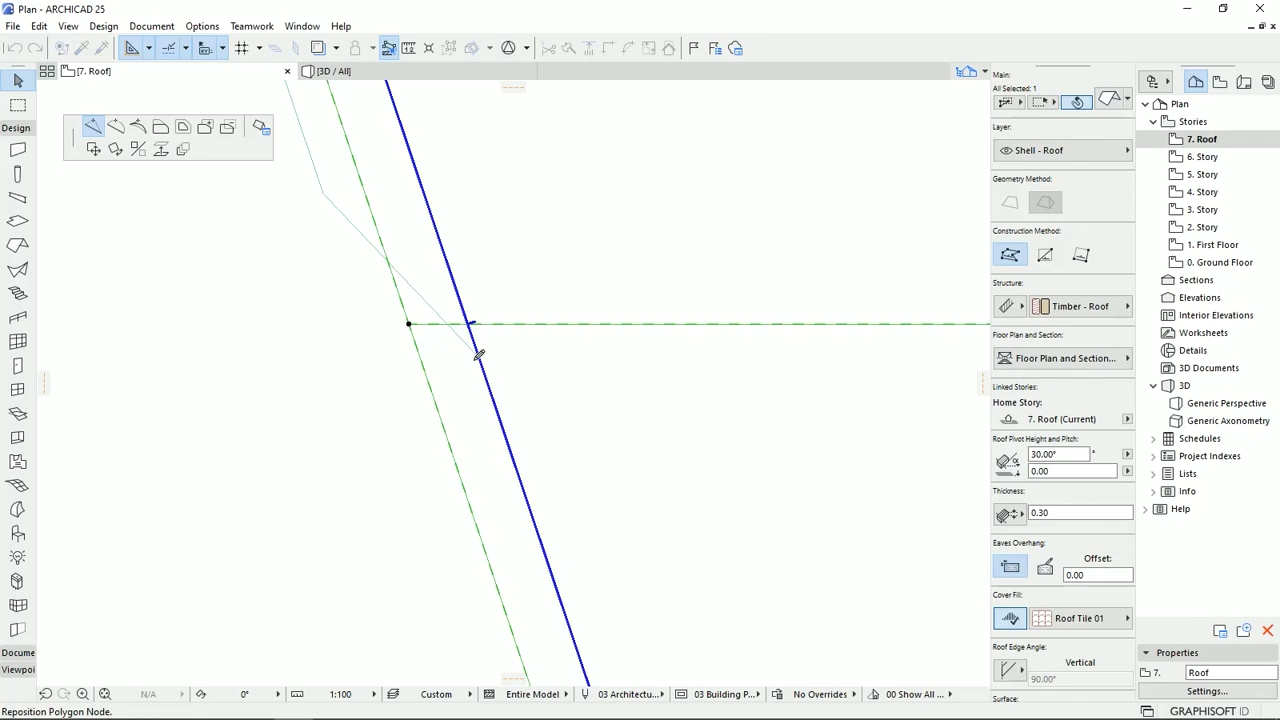 Plan - ARCHICAD 25
File Edit View Design Document Options Teamwork Window Help
[7. Roof]
[3D / All]
Design
Docume
Viewpoi
Main:
All Selected: 1
Layer:
Shell - Roof
Geometry Method:
Construction Method:
Structure:
Timber - Roof
Floor Plan and Section:
Floor Plan and Section...
Linked Stories:
Home Story:
7. Roof (Current)
Roof Pivot Height and Pitch:
30.00°
°
0.00
Thickness:
0.30
Eaves Overhang:
Offset:
0.00
Cover Fill:
Roof Tile 01
Roof Edge Angle:
Vertical
90.00°
Surface:
Plan
Stories
7. Roof
6. Story
5. Story
4. Story
3. Story
2. Story
1. First Floor
0. Ground Floor
Sections
Elevations
Interior Elevations
Worksheets
Details
3D Documents
3D
Generic Perspective
Generic Axonometry
Schedules
Project Indexes
Lists
Info
Help
Properties
7. Roof
Settings...
N/A 0° 1:100 Custom Entire Model 03 Architectu... 03 Building P... No Overrides 00 Show All ...
Reposition Polygon Node.
GRAPHISOFT ID